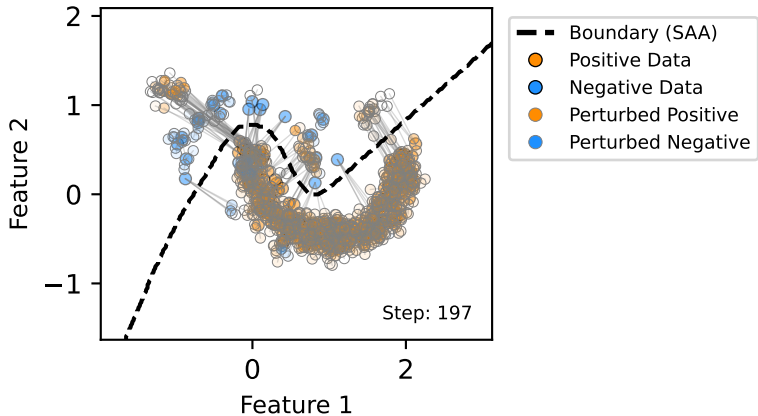 2
1
0
−1
Feature 2
0
2
Feature 1
Step: 197
Boundary (SAA)
Positive Data
Negative Data
Perturbed Positive
Perturbed Negative